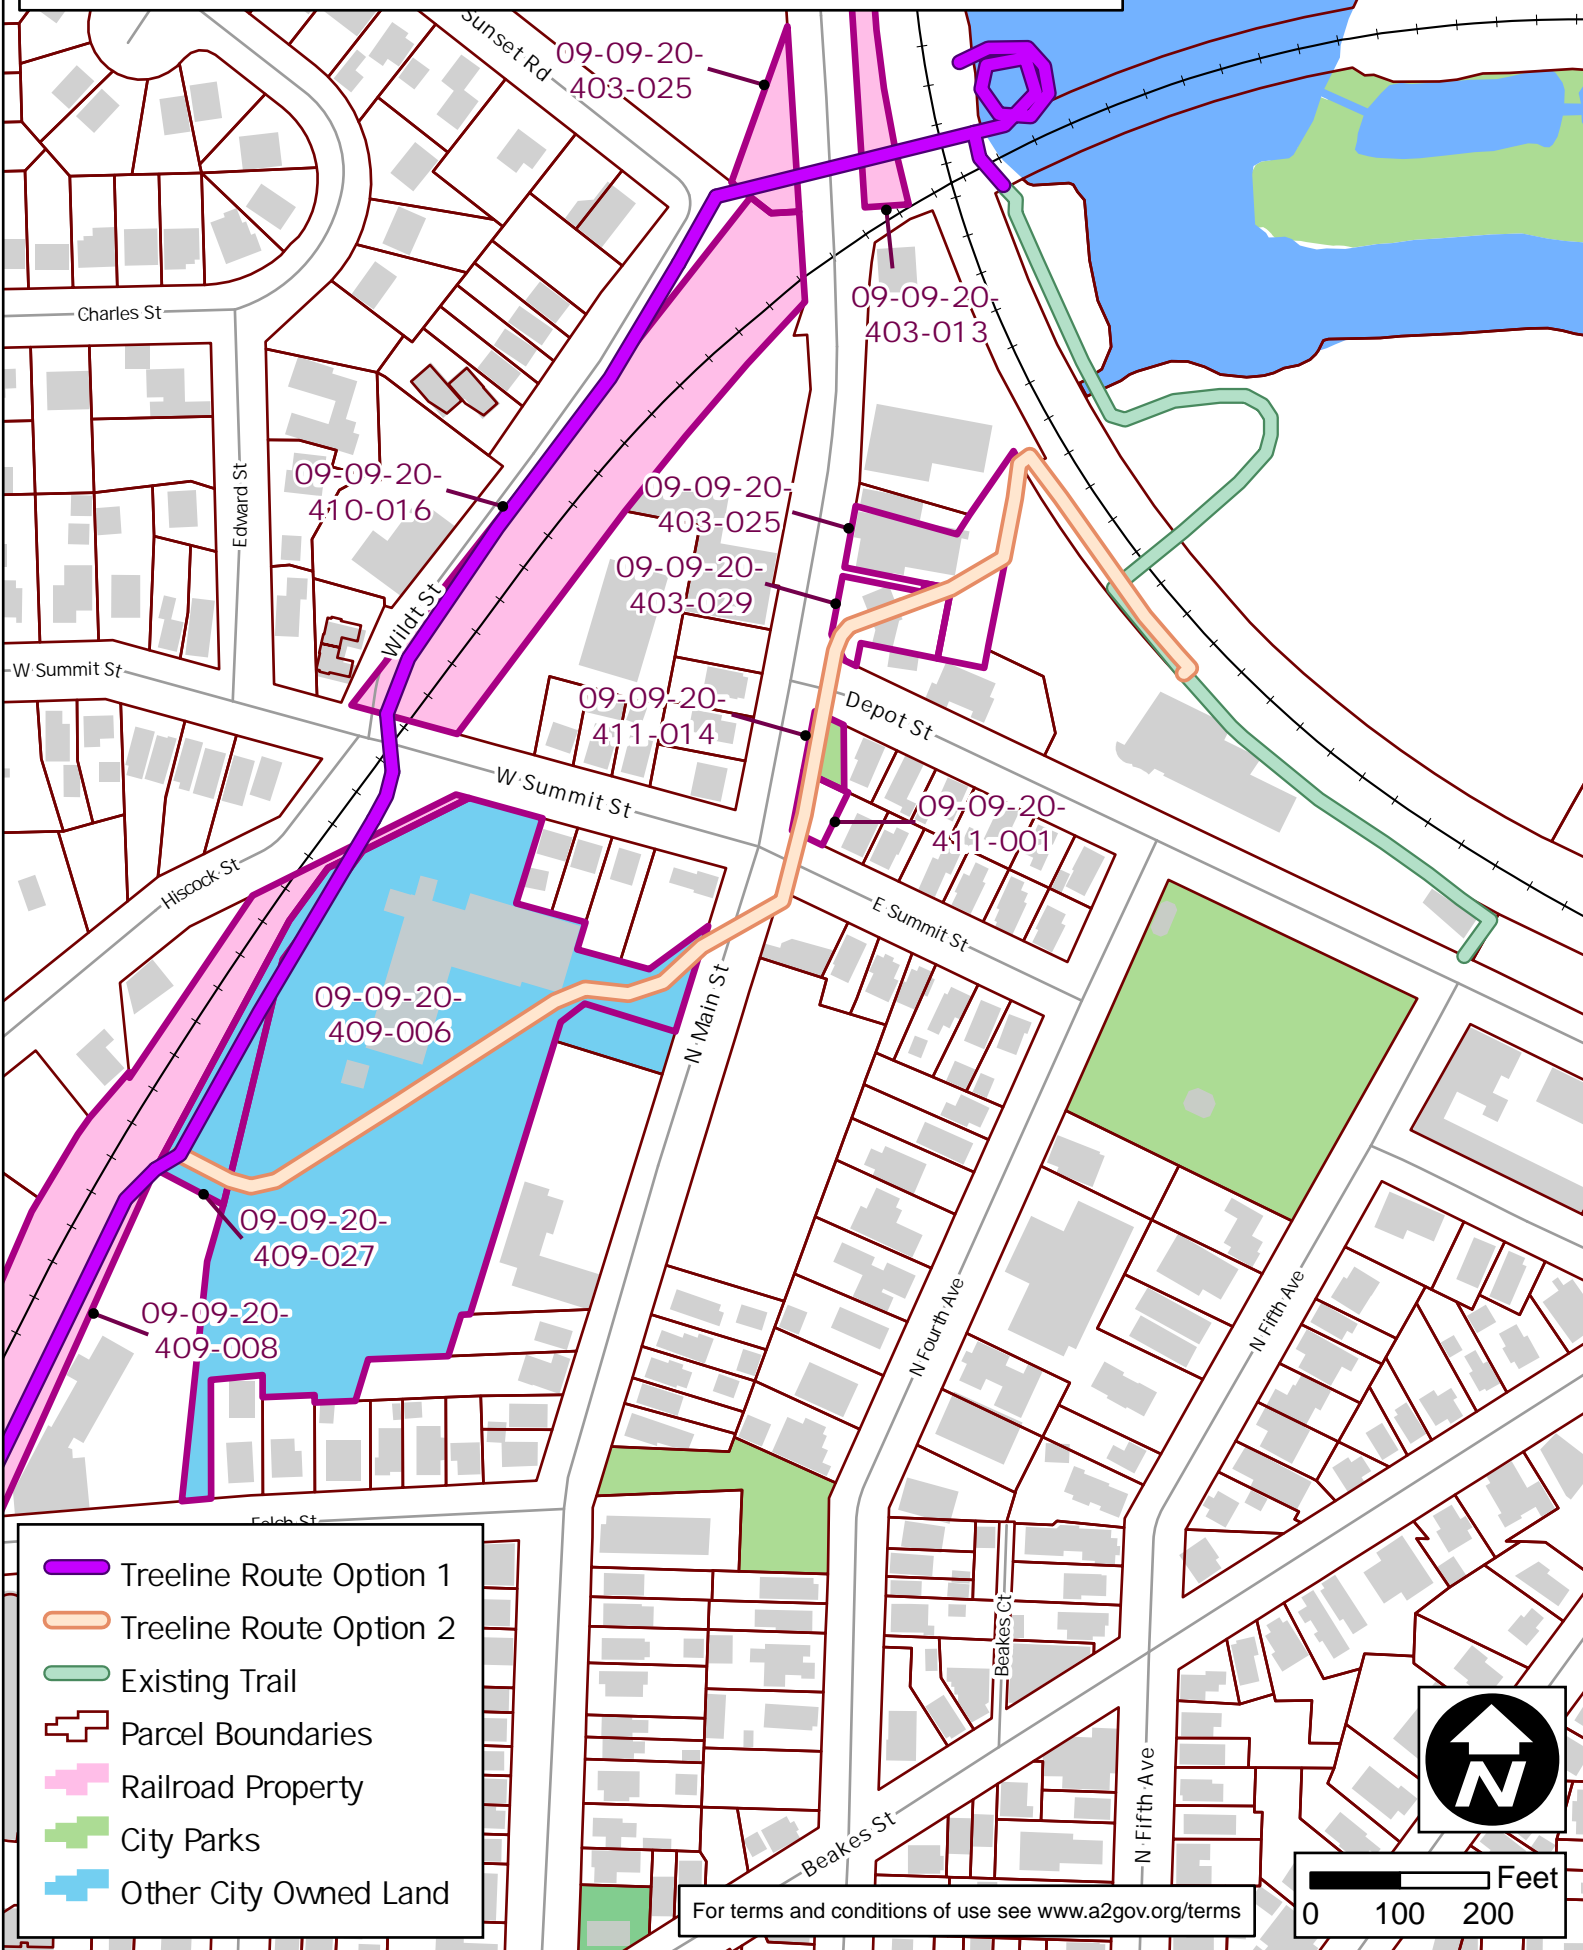 Sunset Rd
09-09-20-
403-025
09-09-20-
403-013
Charles St
Edward St
09-09-20-
410-016
09-09-20-
403-025
09-09-20-
403-029
Wildt St
W Summit St
09-09-20-
411-014
Depot St
W Summit St
09-09-20-
411-001
Hiscock St
E Summit St
09-09-20-
409-006
N Main St
09-09-20-
409-027
09-09-20-
409-008
N Fourth Ave
N Fifth Ave
Felch St
Treeline Route Option 1
Treeline Route Option 2
Existing Trail
Parcel Boundaries
Railroad Property
City Parks
Other City Owned Land
Beakes Ct
N Fifth Ave
Beakes St
N
For terms and conditions of use see www.a2gov.org/terms
Feet
0 100 200